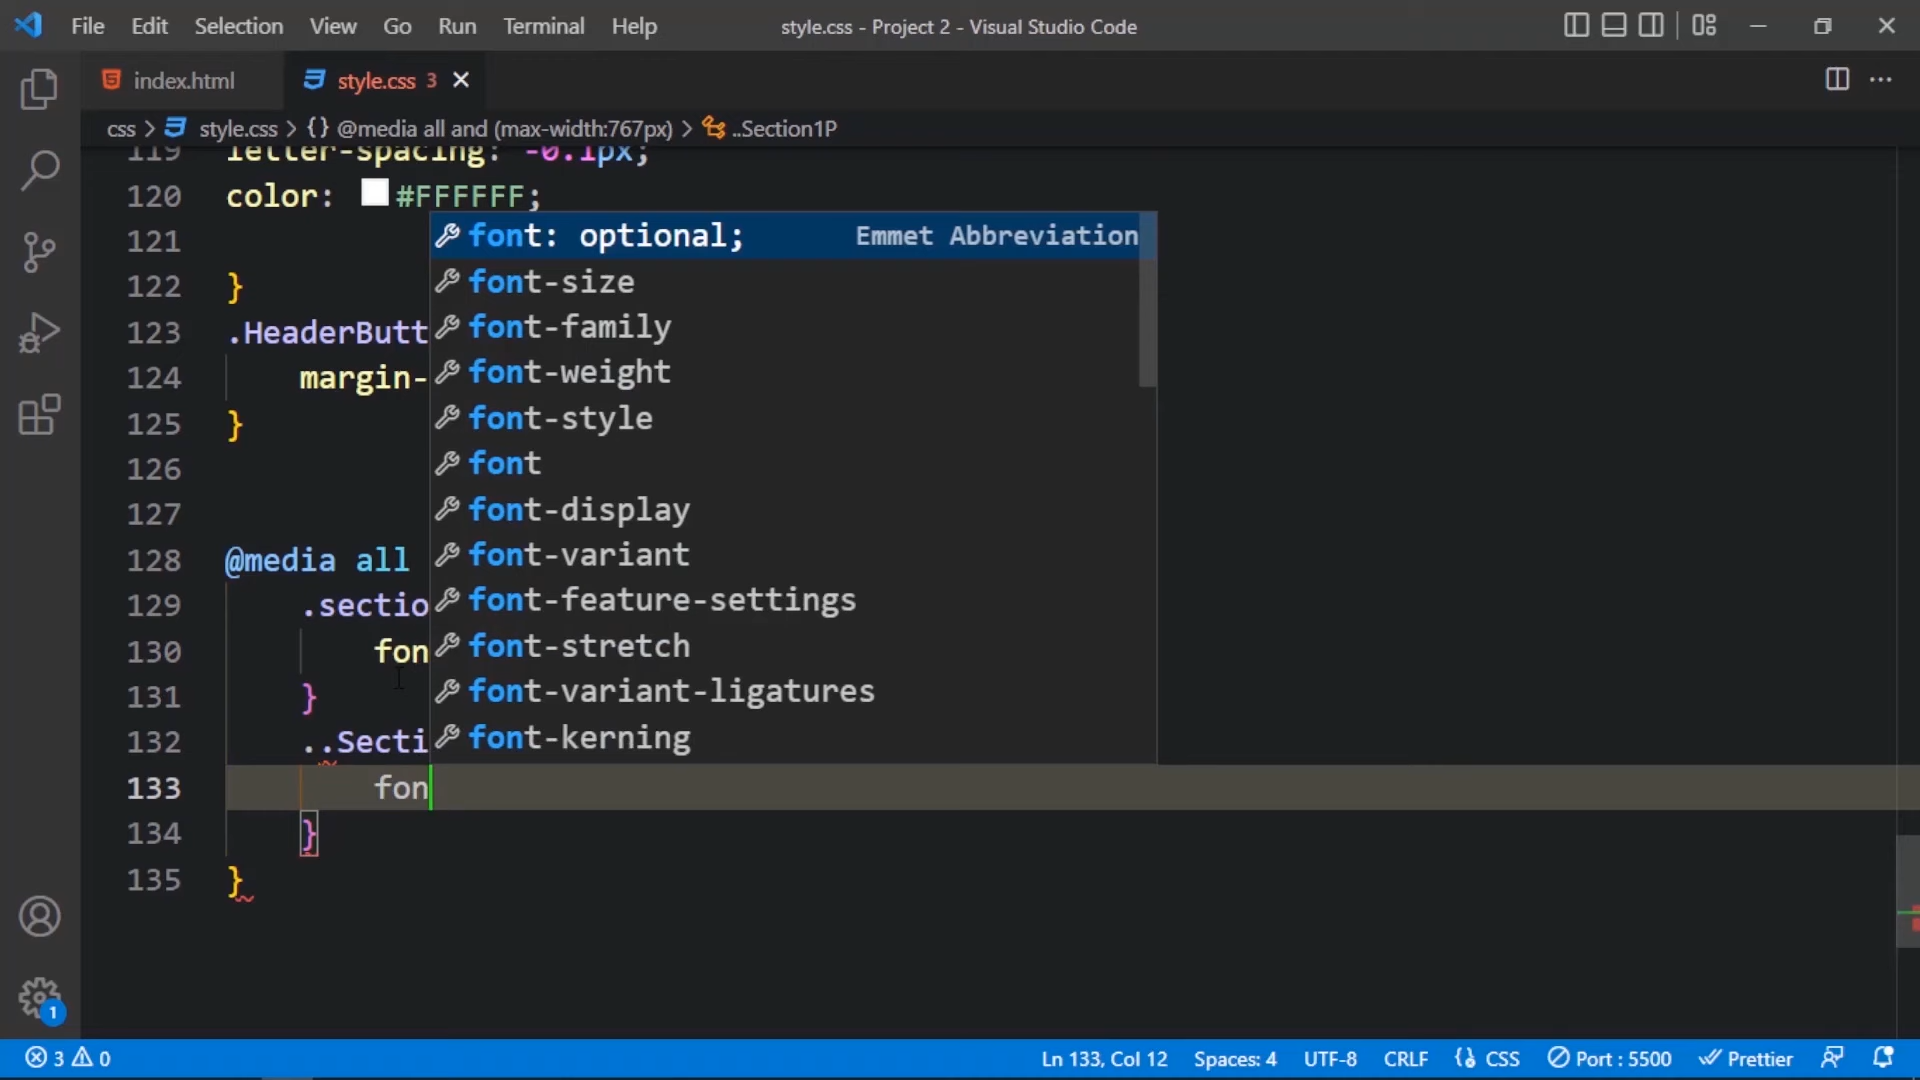 File Edit Selection View Go Run Terminal Help style.css - Project 2 - Visual Studio Code
index.html style.css 3
css > style.css > {} @media all and (max-width:767px) > ..Section1P
119 letter-spacing: -0.1px;
120 color: #FFFFFF;
121
122 }
123 .HeaderButt
124 margin-
125 }
126
127
128 @media all
129 .sectio
130 fon
131 }
132 ..Secti
133 fon
134 }
135 }
font: optional; Emmet Abbreviation
font-size
font-family
font-weight
font-style
font
font-display
font-variant
font-feature-settings
font-stretch
font-variant-ligatures
font-kerning
1
3 0 Ln 133, Col 12 Spaces: 4 UTF-8 CRLF CSS Port : 5500 Prettier